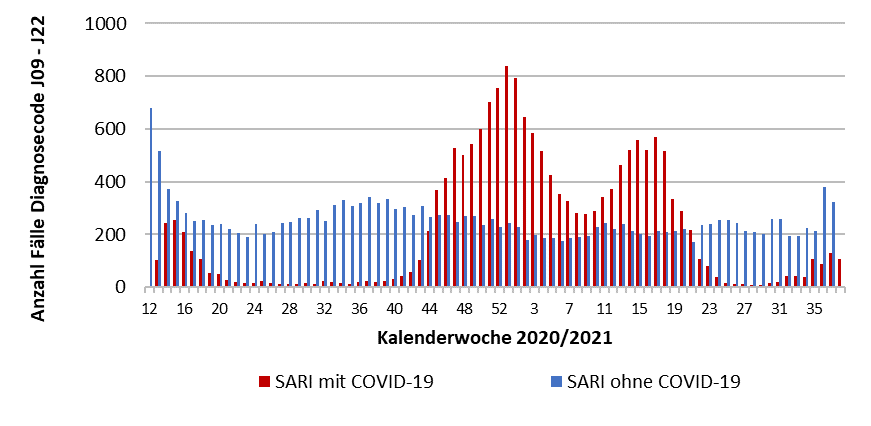 Anzahl Fälle Diagnosecode J09 - J22
1000
800
600
400
200
0
12 16 20 24 28 32 36 40 44 48 52 3 7 11 15 19 23 27 31 35
Kalenderwoche 2020/2021
SARI mit COVID-19 SARI ohne COVID-19